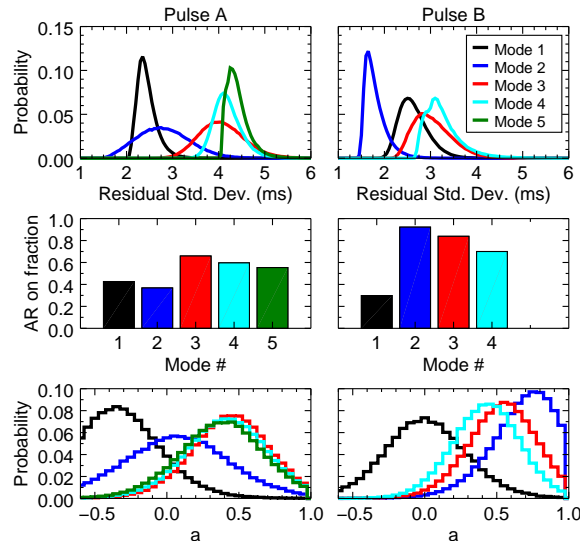 Pulse A
Pulse B
0.15
0.10
0.05
0.00
Probability
Mode 1
Mode 2
Mode 3
Mode 4
Mode 5
1 2 3 4 5 6
1 2 3 4 5 6
Residual Std. Dev. (ms)
Residual Std. Dev. (ms)
1.0
0.8
0.6
0.4
0.2
0.0
AR on fraction
1 2 3 4 5
1 2 3 4
Mode #
Mode #
0.10
0.08
0.06
0.04
0.02
0.00
Probability
−0.5 0.0 0.5 1.0
−0.5 0.0 0.5 1.0
a
a